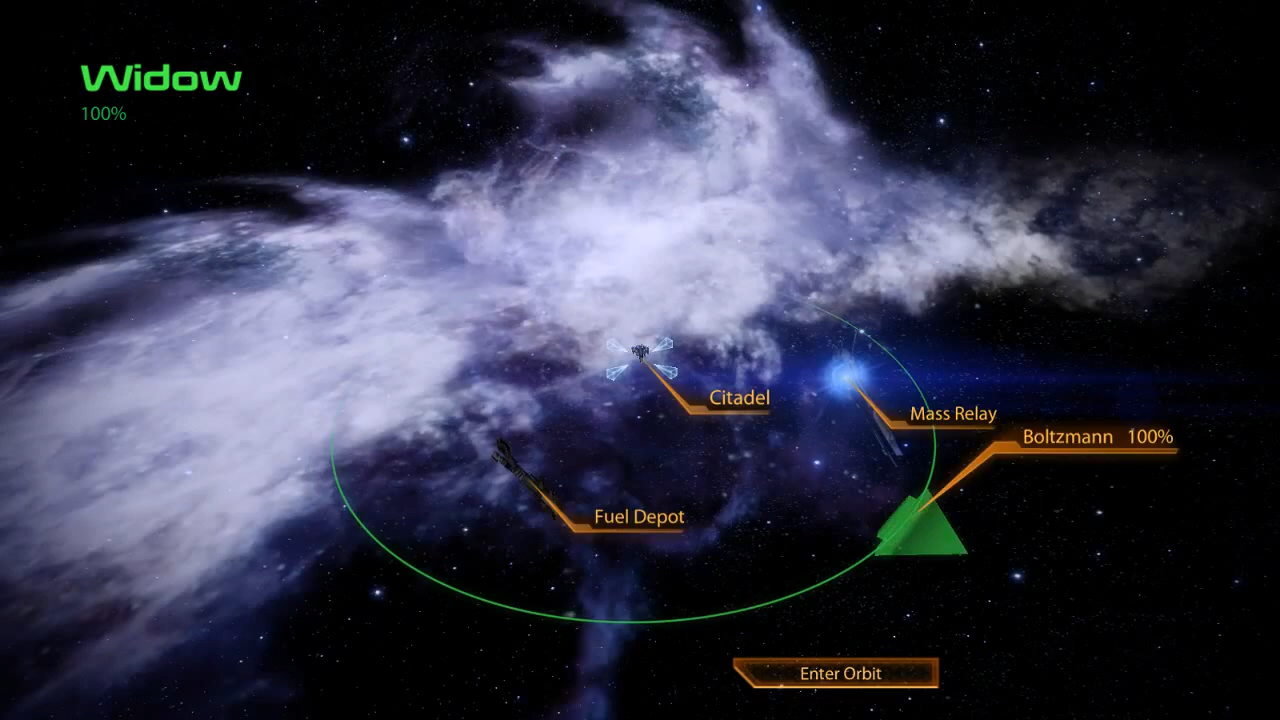 Widow
100%
Citadel
Mass Relay
Boltzmann 100%
Fuel Depot
Enter Orbit